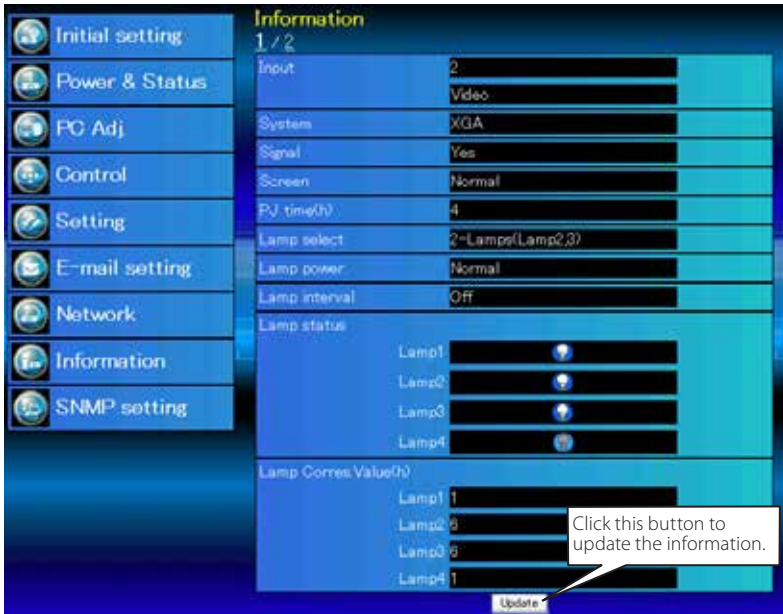 Initial setting
Power & Status
PC Adj.
Control
Setting
E-mail setting
Network
Information
SNMP setting
Information
1/2
Input 2
Video
System XGA
Signal Yes
Screen Normal
PJ time(h) 4
Lamp select 2-Lamps(Lamp2,3)
Lamp power Normal
Lamp interval Off
Lamp status
Lamp1
Lamp2
Lamp3
Lamp4
Lamp Corres.Value(h)
Lamp1 1
Lamp2 6
Lamp3 6
Lamp4 1
Click this button to
update the information.
Update